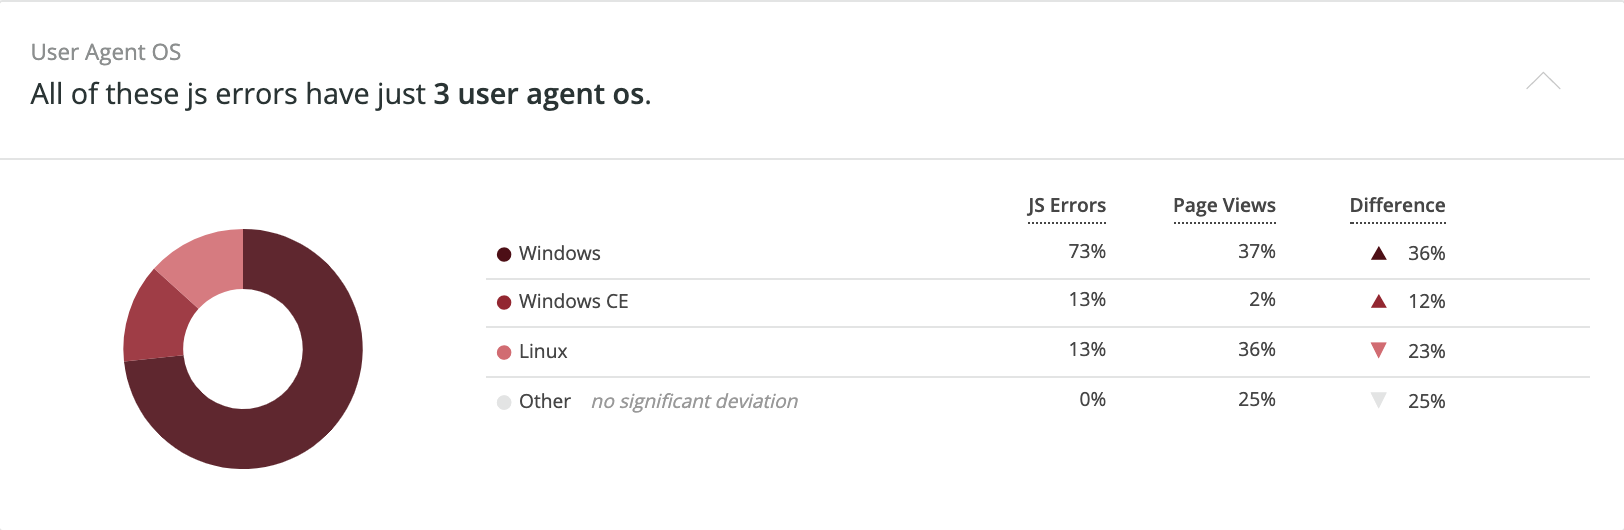 User Agent OS
All of these js errors have just 3 user agent os.
JS Errors Page Views Difference
Windows 73% 37% 36%
Windows CE 13% 2% 12%
Linux 13% 36% 23%
Other no significant deviation 0% 25% 25%